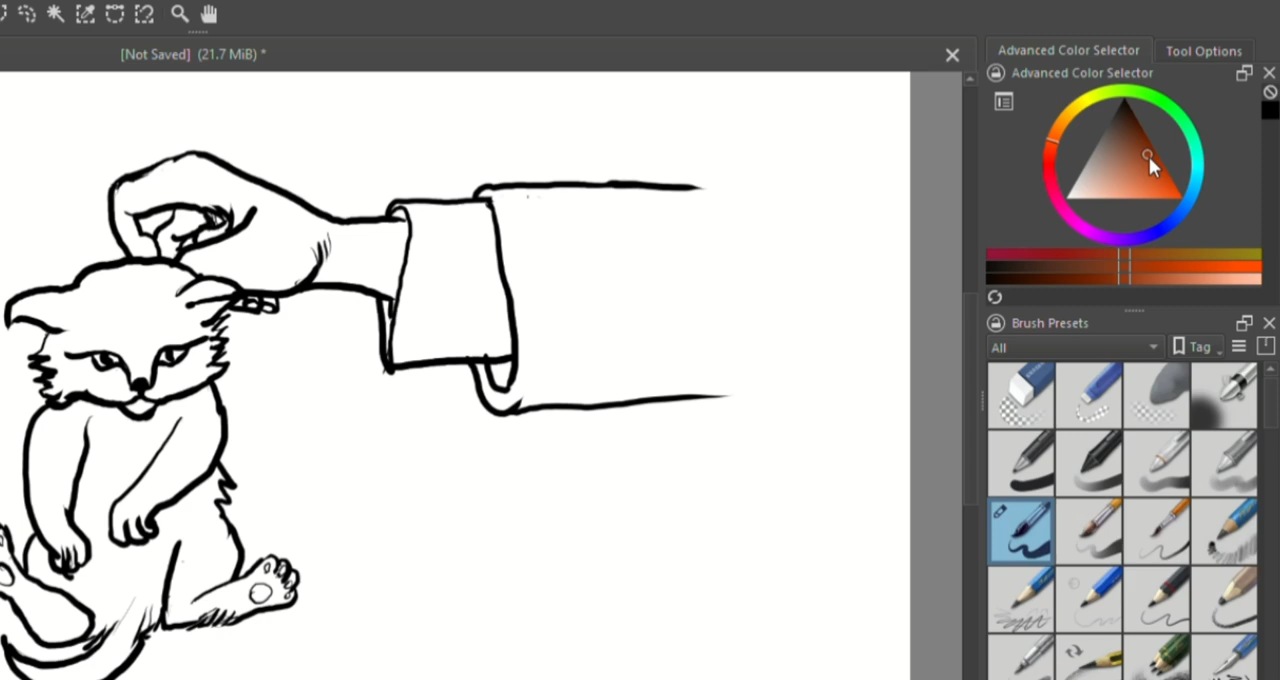 [Not Saved] (21.7 MiB) *
Advanced Color Selector
Tool Options
Advanced Color Selector
Brush Presets
All
Tag